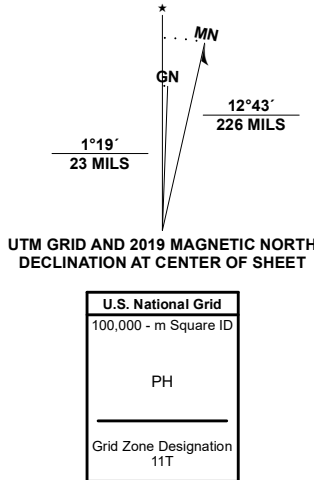 ★
MN
GN
12°43´
226 MILS
1°19´
23 MILS
UTM GRID AND 2019 MAGNETIC NORTH
DECLINATION AT CENTER OF SHEET
U.S. National Grid
100,000 - m Square ID
PH
Grid Zone Designation
11T